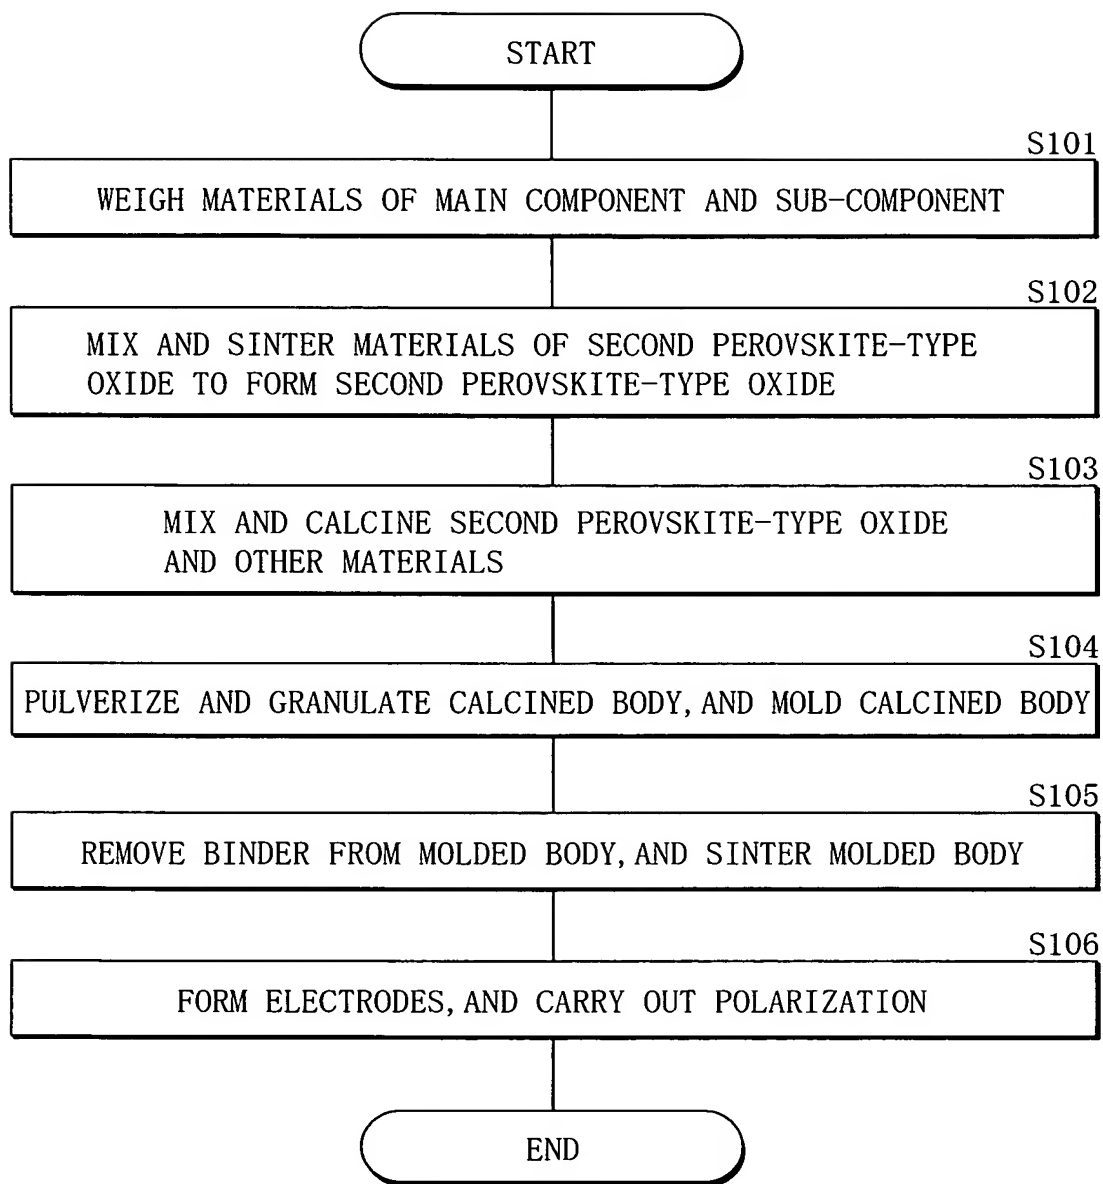 START
S101
WEIGH MATERIALS OF MAIN COMPONENT AND SUB-COMPONENT
S102
MIX AND SINTER MATERIALS OF SECOND PEROVSKITE-TYPE
OXIDE TO FORM SECOND PEROVSKITE-TYPE OXIDE
S103
MIX AND CALCINE SECOND PEROVSKITE-TYPE OXIDE
AND OTHER MATERIALS
S104
PULVERIZE AND GRANULATE CALCINED BODY, AND MOLD CALCINED BODY
S105
REMOVE BINDER FROM MOLDED BODY, AND SINTER MOLDED BODY
S106
FORM ELECTRODES, AND CARRY OUT POLARIZATION
END